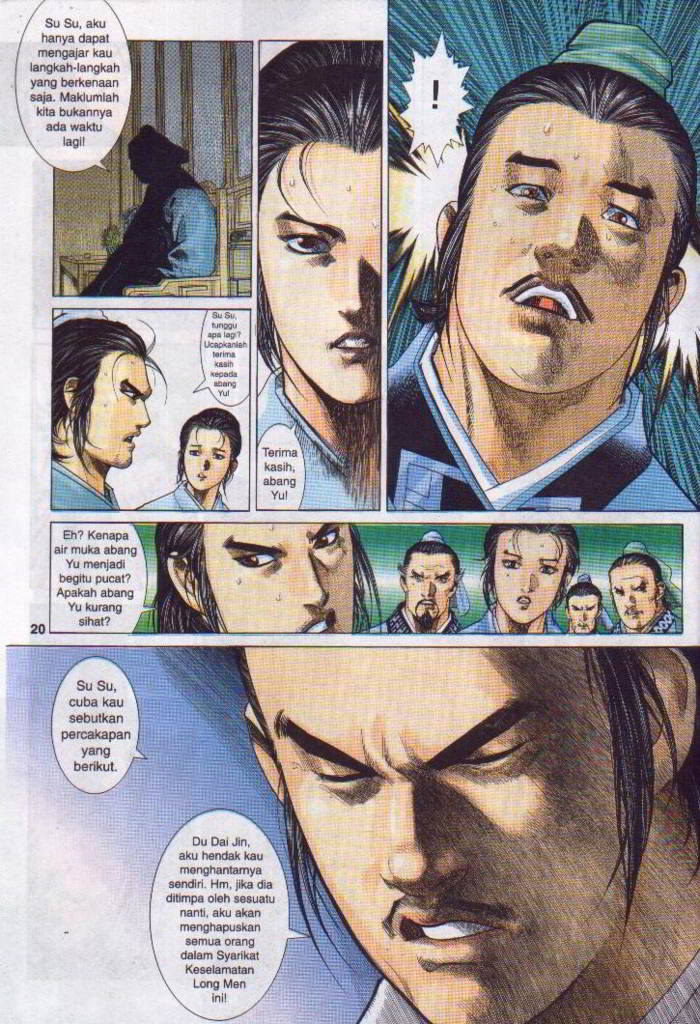 Su Su, aku
hanya dapat
mengajar kau
langkah-langkah
yang berkenaan
saja. Maklumlah
kita bukannya
ada waktu
lagi!
!
Su Su,
tunggu
apa lagi?
Ucapkanlah
terima
kasih
kepada
abang
Yu!
Terima
kasih,
abang
Yu!
Eh? Kenapa
air muka abang
Yu menjadi
begitu pucat?
Apakah abang
Yu kurang
sihat?
20
Su Su,
cuba kau
sebutkan
percakapan
yang
berikut.
Du Dai Jin,
aku hendak kau
menghantarnya
sendiri. Hm, jika dia
ditimpa oleh sesuatu
nanti, aku akan
menghapuskan
semua orang
dalam Syarikat
Keselamatan
Long Men
ini!